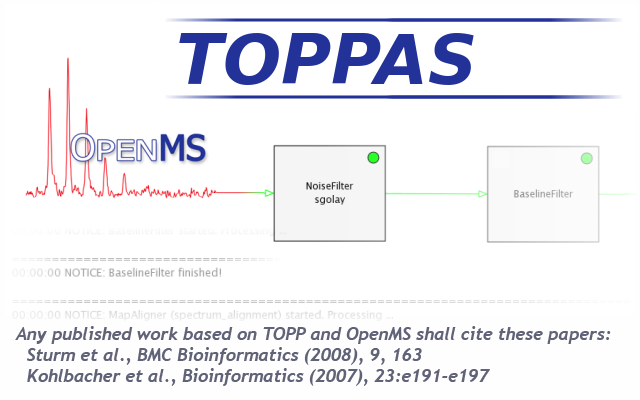 TOPPAS
OPENMS
NoiseFilter
sgolay
BaselineFilter
00:00:00 NOTICE: BaselineFilter started. Processing ...
00:00:00 NOTICE: BaselineFilter finished!
00:00:00 NOTICE: MapAligner (spectrum_alignment) started. Processing ...
Any published work based on TOPP and OpenMS shall cite these papers:
Sturm et al., BMC Bioinformatics (2008), 9, 163
Kohlbacher et al., Bioinformatics (2007), 23:e191-e197